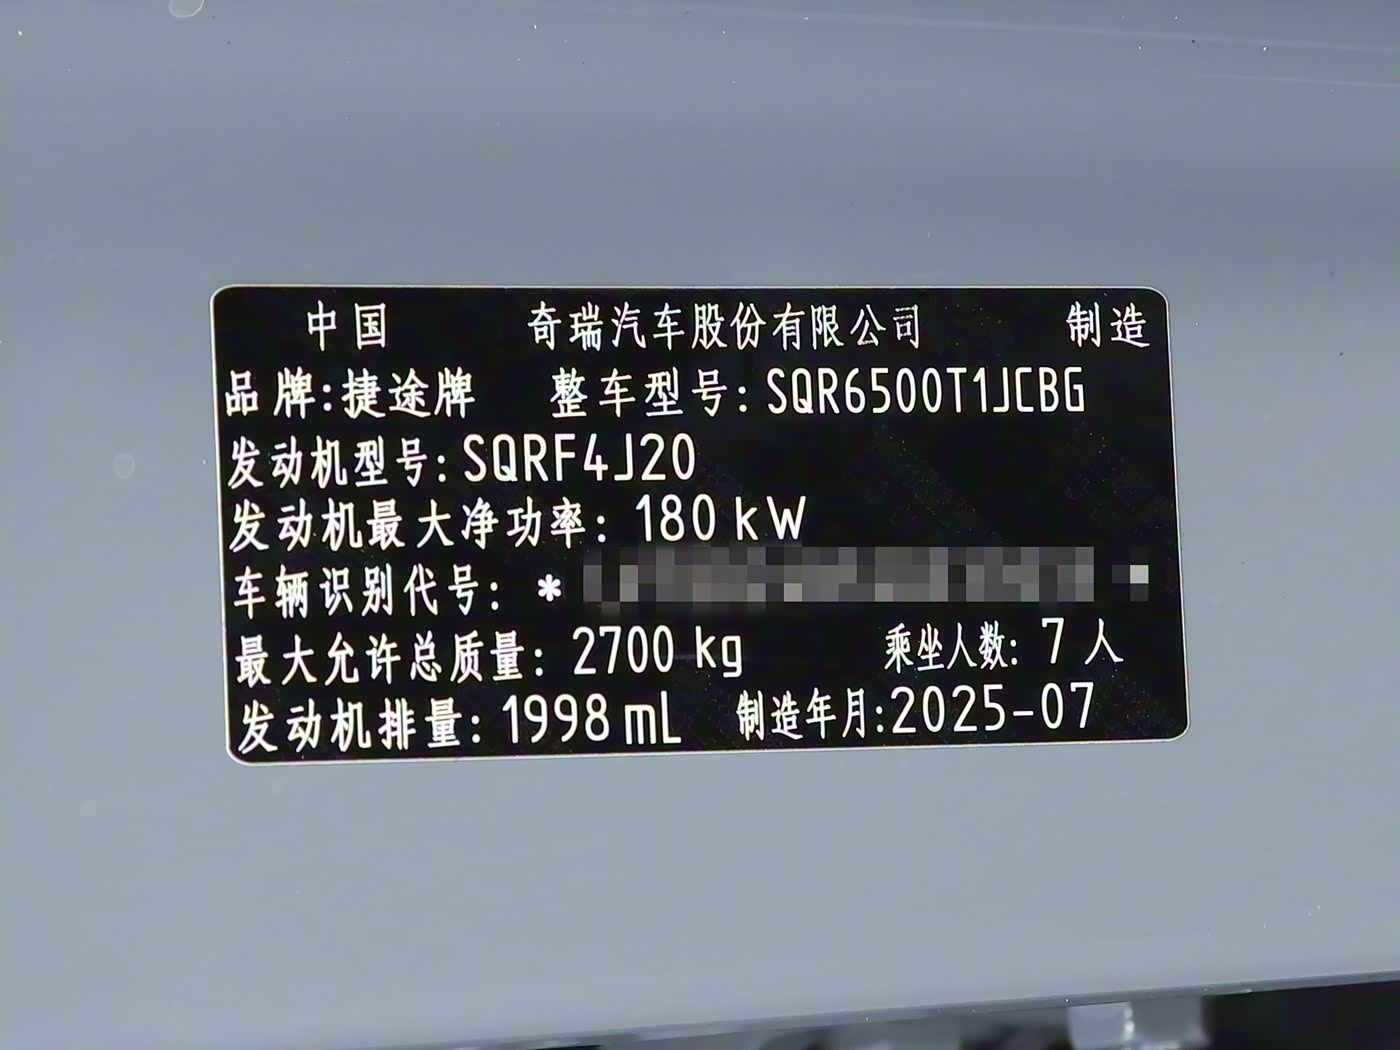 中国 奇瑞汽车股份有限公司 制造
品牌:捷途牌 整车型号:SQR6500T1JCBG
发动机型号:SQRF4J20
发动机最大净功率: 180 kW
车辆识别代号: *
最大允许总质量: 2700 kg 乘坐人数: 7 人
发动机排量: 1998 mL 制造年月:2025-07